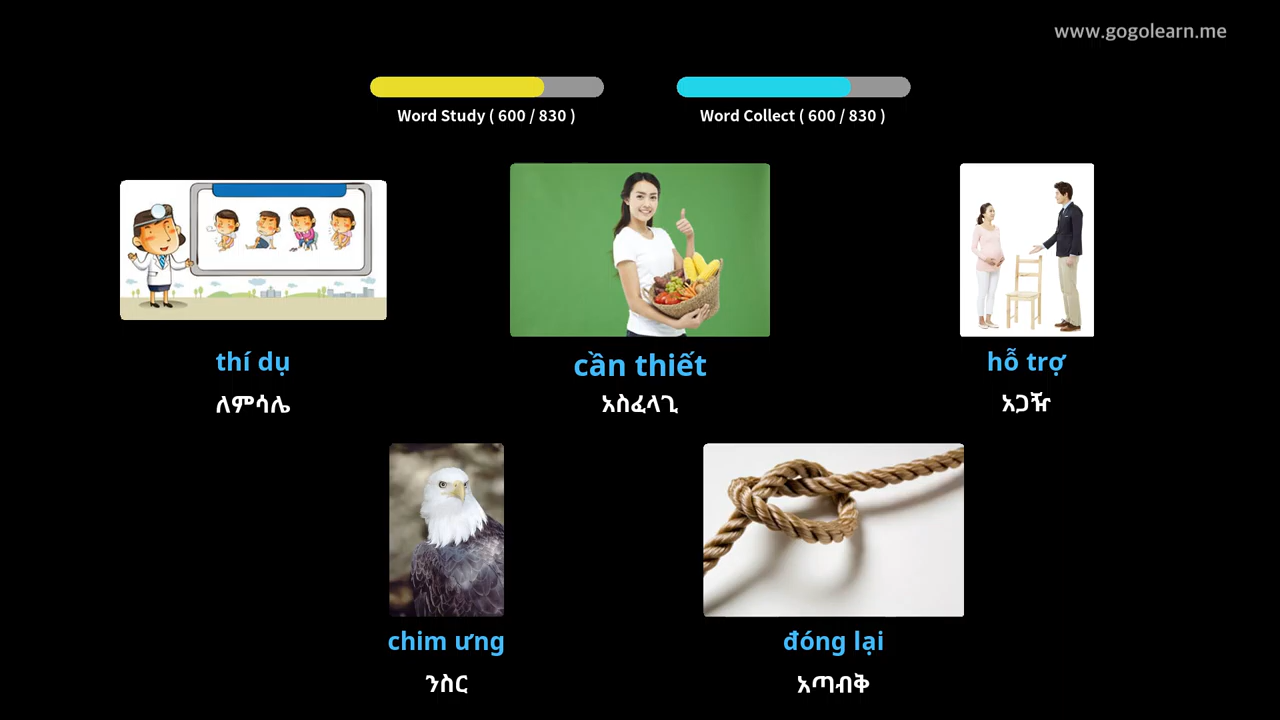 www.gogolearn.me
Word Study ( 600 / 830 )
Word Collect ( 600 / 830 )
thí dụ
ለምሳሌ
cần thiết
አስፈላጊ
hỗ trợ
አጋዥ
chim ưng
ንስር
đóng lại
አጣብቅ